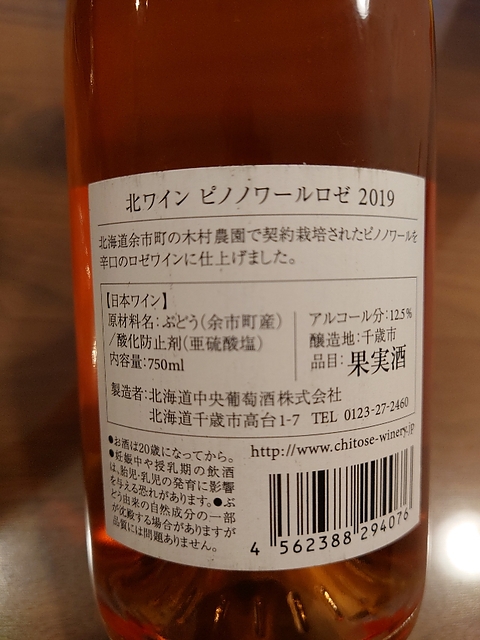 北ワイン ピノノワールロゼ 2019
北海道余市町の木村農園で契約栽培されたピノノワールを
辛口のロゼワインに仕上げました。
【日本ワイン】
原材料名：ぶどう（余市町産）
/酸化防止剤（亜硫酸塩）
内容量：750ml
アルコール分：12.5%
醸造地：千歳市
品目：果実酒
製造者：北海道中央葡萄酒株式会社
北海道千歳市高台1-7 TEL 0123-27-2460
●お酒は20歳になってから。
●妊娠中や授乳期の飲酒
は、胎児・乳児の発育に影響
を与える恐れがあります。●ぶ
どう由来の自然成分の一部
が沈殿する場合がありますが
品質には問題ありません。
http://www.chitose-winery.jp
4 562388 294076